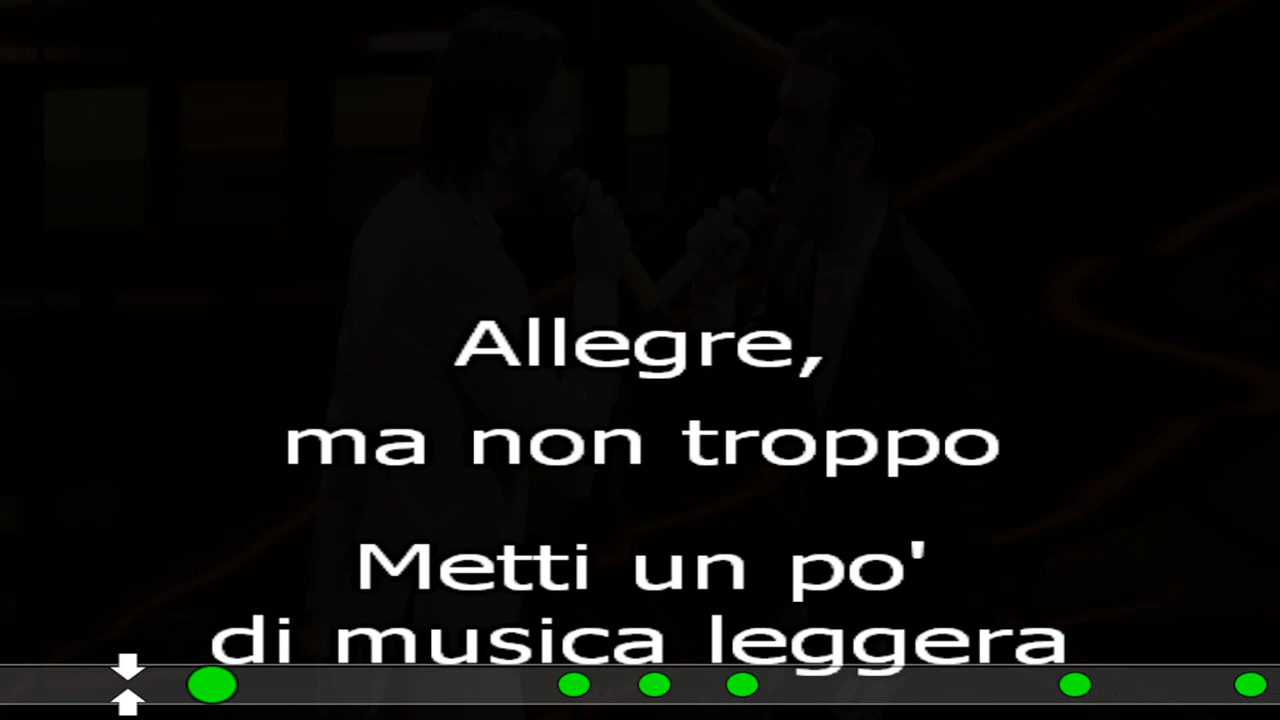 Allegre,
ma non troppo
Metti un po'
di musica leggera